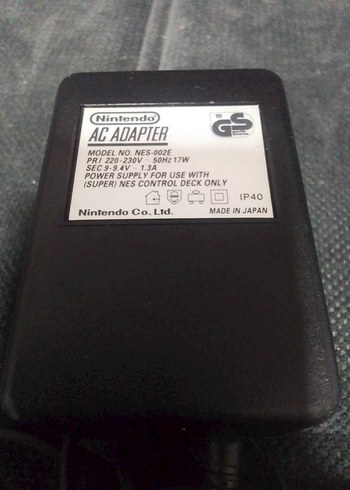 Nintendo
AC ADAPTER
MODEL NO. NES-002E
PRI 220-230V ~ 50Hz 17W
SEC 9-9.4V ~ 1.3A
POWER SUPPLY FOR USE WITH
(SUPER) NES CONTROL DECK ONLY
IP40
Nintendo Co., Ltd.
MADE IN JAPAN
GS